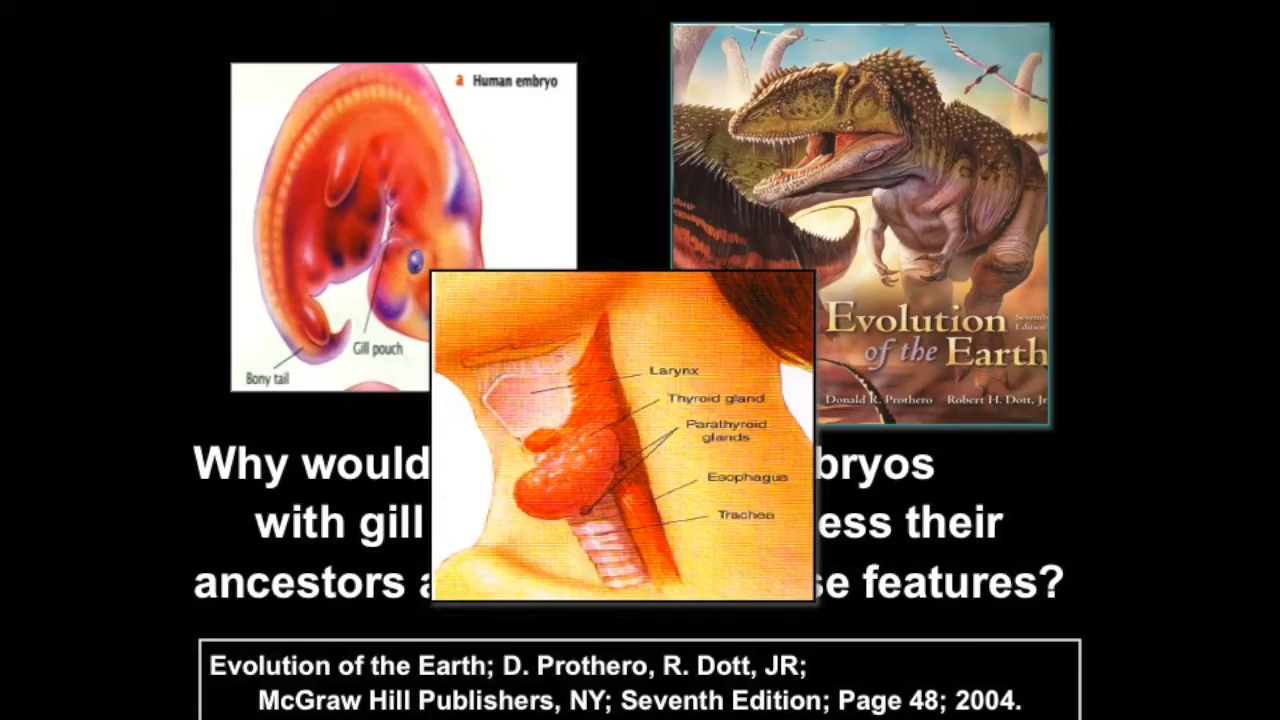 a Human embryo
Gill pouch
Bony tail
Evolution
Seventh
Edition
of the Earth
Donald R. Prothero Robert H. Dott, Jr
Larynx
Thyroid gland
Parathyroid
glands
Esophagus
Trachea
Why would bryos
with gill ess their
ancestors a se features?
Evolution of the Earth; D. Prothero, R. Dott, JR;
McGraw Hill Publishers, NY; Seventh Edition; Page 48; 2004.